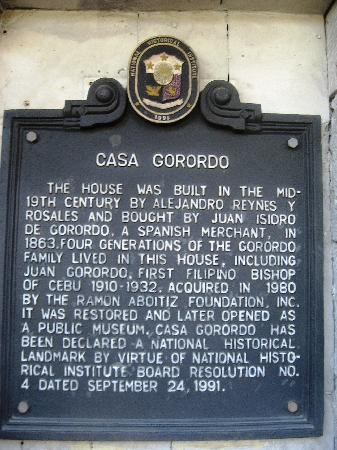 NATIONAL HISTORICAL INSTITUTE
1995
CASA GORORDO
THE HOUSE WAS BUILT IN THE MID-
19TH CENTURY BY ALEJANDRO REYNES Y
ROSALES AND BOUGHT BY JUAN ISIDRO
DE GORORDO, A SPANISH MERCHANT, IN
1863.FOUR GENERATIONS OF THE GORORDO
FAMILY LIVED IN THIS HOUSE, INCLUDING
JUAN GORORDO, FIRST FILIPINO BISHOP
OF CEBU 1910-1932. ACQUIRED IN 1980
BY THE RAMON ABOITIZ FOUNDATION, INC.
IT WAS RESTORED AND LATER OPENED AS
A PUBLIC MUSEUM. CASA GORORDO HAS
BEEN DECLARED A NATIONAL HISTORICAL
LANDMARK BY VIRTUE OF NATIONAL HISTO-
RICAL INSTITUTE BOARD RESOLUTION NO.
4 DATED SEPTEMBER 24,1991.